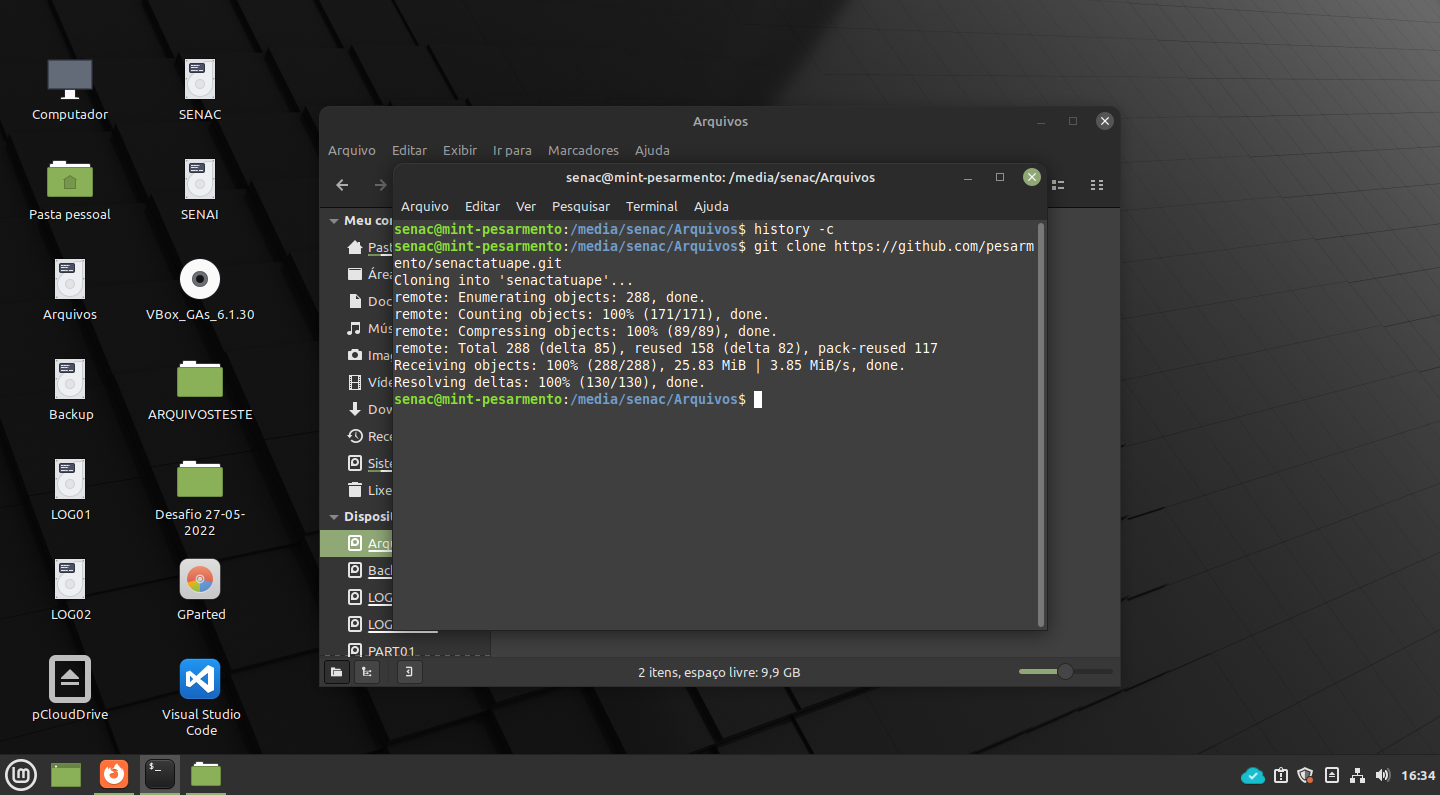 Computador
SENAC
Pasta pessoal
SENAI
Arquivos
VBox_GAs_6.1.30
Backup
ARQUIVOSTESTE
LOG01
Desafio 27-05-
2022
LOG02
GParted
pCloudDrive
Visual Studio
Code
Arquivos
Arquivo Editar Exibir Ir para Marcadores Ajuda
Meu con
Past
Área
Doc
Mús
Imag
Víde
Dow
Rece
Siste
Lixe
Disposit
Arqu
Back
LOG
LOG
PART01
2 itens, espaço livre: 9,9 GB
senac@mint-pesarmento: /media/senac/Arquivos
Arquivo Editar Ver Pesquisar Terminal Ajuda
senac@mint-pesarmento:/media/senac/Arquivos$ history -c
senac@mint-pesarmento:/media/senac/Arquivos$ git clone https://github.com/pesarm
ento/senactatuape.git
Cloning into 'senactatuape'...
remote: Enumerating objects: 288, done.
remote: Counting objects: 100% (171/171), done.
remote: Compressing objects: 100% (89/89), done.
remote: Total 288 (delta 85), reused 158 (delta 82), pack-reused 117
Receiving objects: 100% (288/288), 25.83 MiB | 3.85 MiB/s, done.
Resolving deltas: 100% (130/130), done.
senac@mint-pesarmento:/media/senac/Arquivos$
16:34